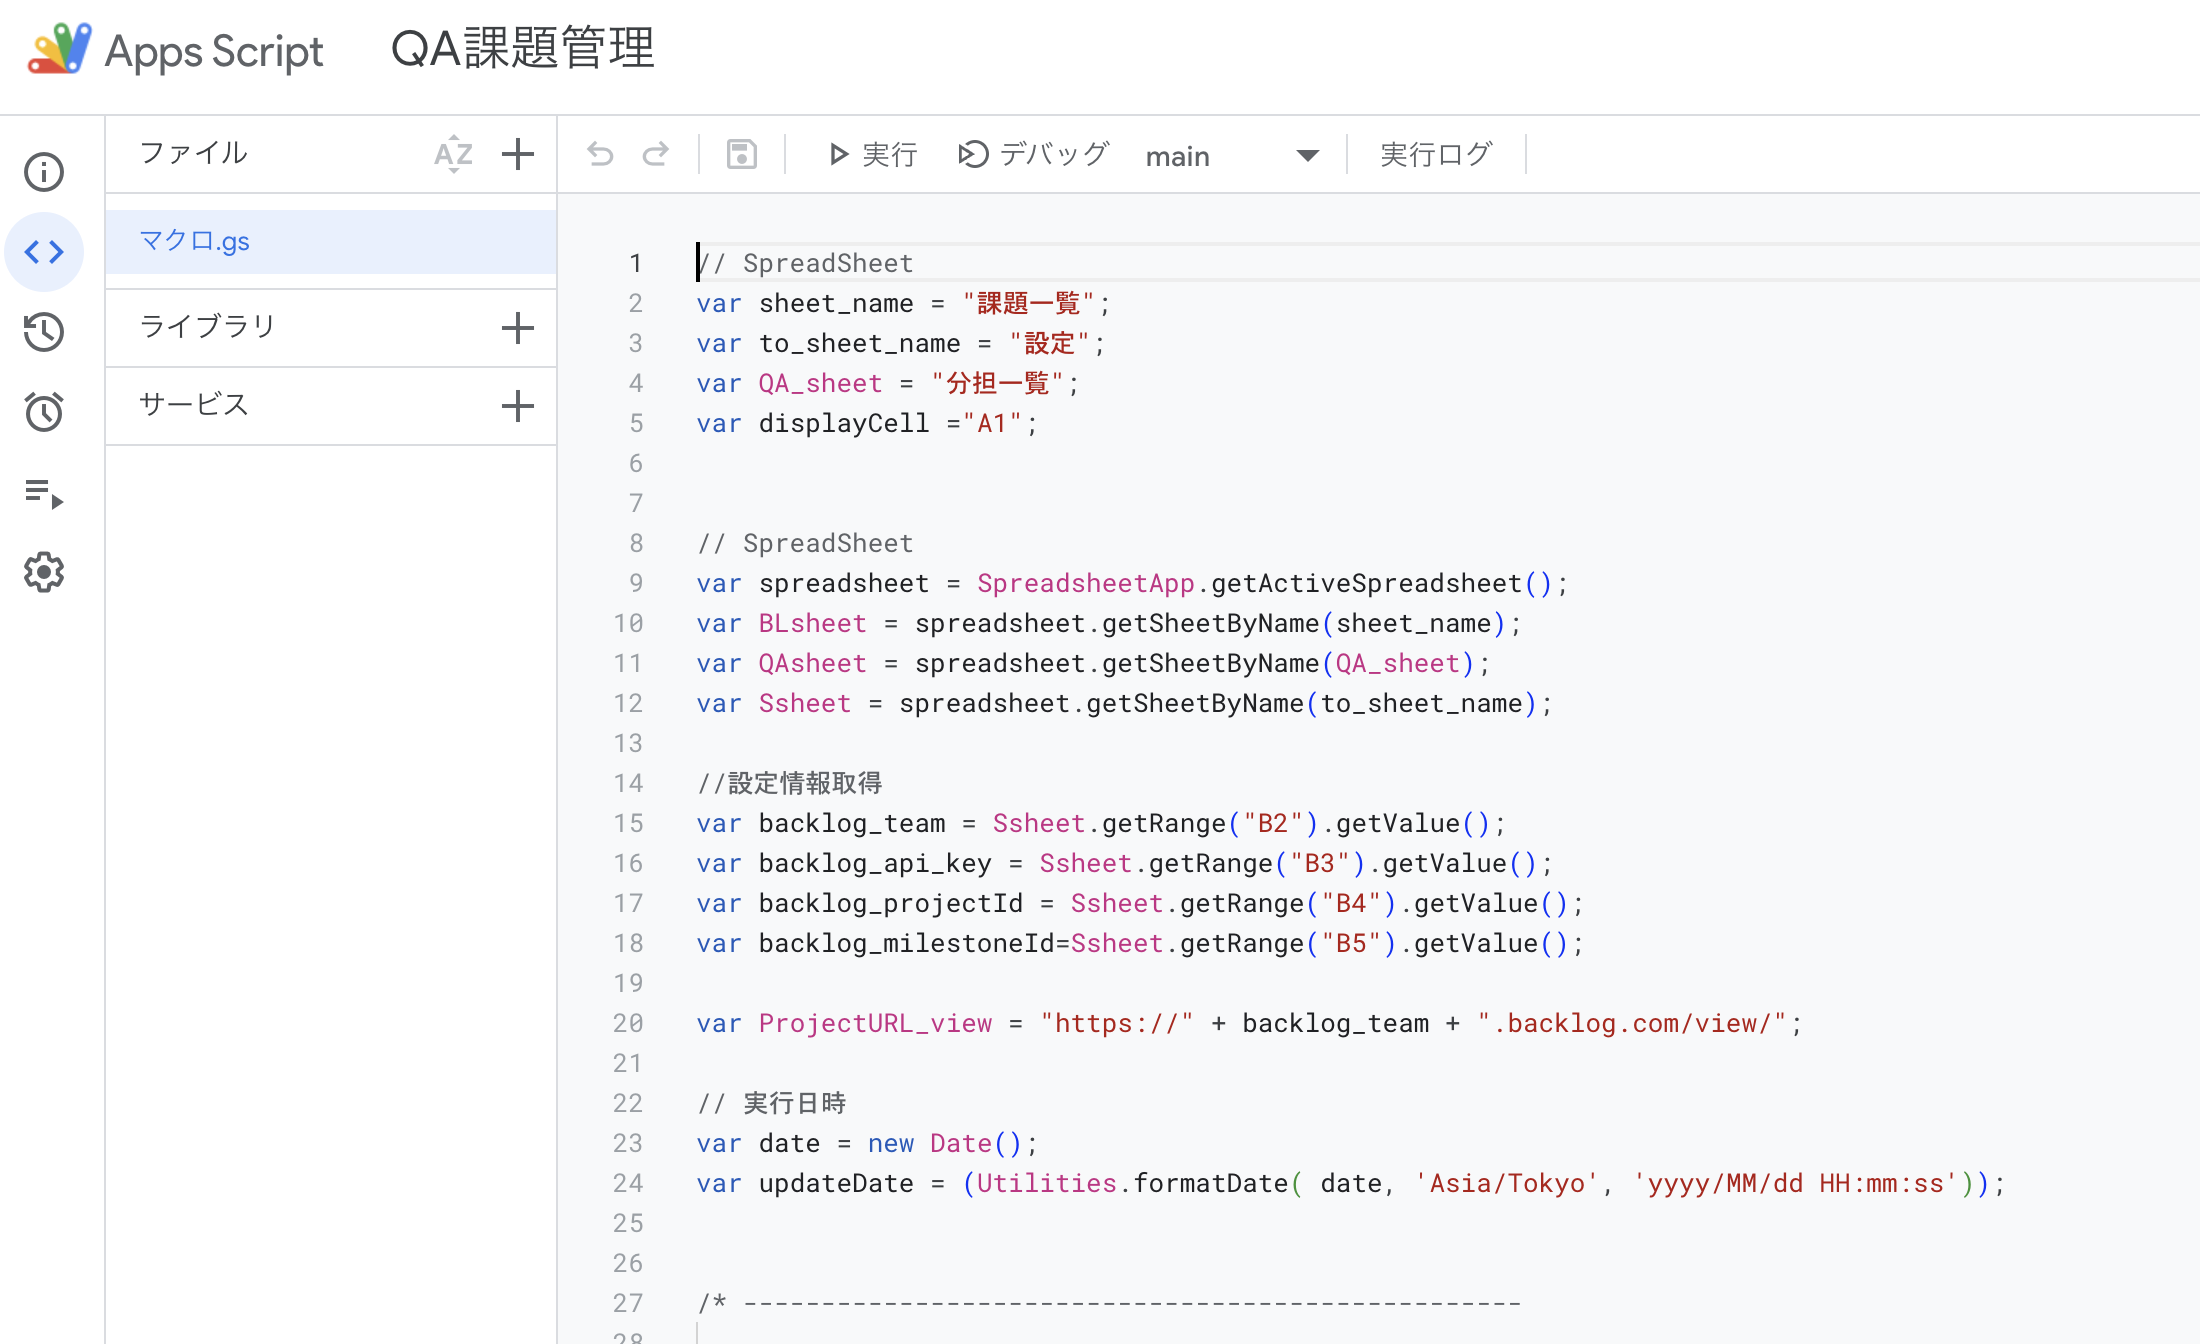 Apps Script QA課題管理
ファイル AZ 実行 デバッグ main 実行ログ
マクロ.gs
ライブラリ
サービス
1 // SpreadSheet
2 var sheet_name = "課題一覧";
3 var to_sheet_name = "設定";
4 var QA_sheet = "分担一覧";
5 var displayCell ="A1";
6
7
8 // SpreadSheet
9 var spreadsheet = SpreadsheetApp.getActiveSpreadsheet();
10 var BLsheet = spreadsheet.getSheetByName(sheet_name);
11 var QAsheet = spreadsheet.getSheetByName(QA_sheet);
12 var Ssheet = spreadsheet.getSheetByName(to_sheet_name);
13
14 //設定情報取得
15 var backlog_team = Ssheet.getRange("B2").getValue();
16 var backlog_api_key = Ssheet.getRange("B3").getValue();
17 var backlog_projectId = Ssheet.getRange("B4").getValue();
18 var backlog_milestoneId=Ssheet.getRange("B5").getValue();
19
20 var ProjectURL_view = "https://" + backlog_team + ".backlog.com/view/";
21
22 // 実行日時
23 var date = new Date();
24 var updateDate = (Utilities.formatDate( date, 'Asia/Tokyo', 'yyyy/MM/dd HH:mm:ss'));
25
26
27 /* --------------------------------------------------
28